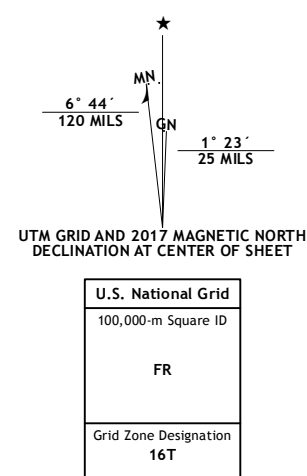 ★
MN
6° 44´
120 MILS
GN
1° 23´
25 MILS
UTM GRID AND 2017 MAGNETIC NORTH
DECLINATION AT CENTER OF SHEET
U.S. National Grid
100,000-m Square ID
FR
Grid Zone Designation
16T